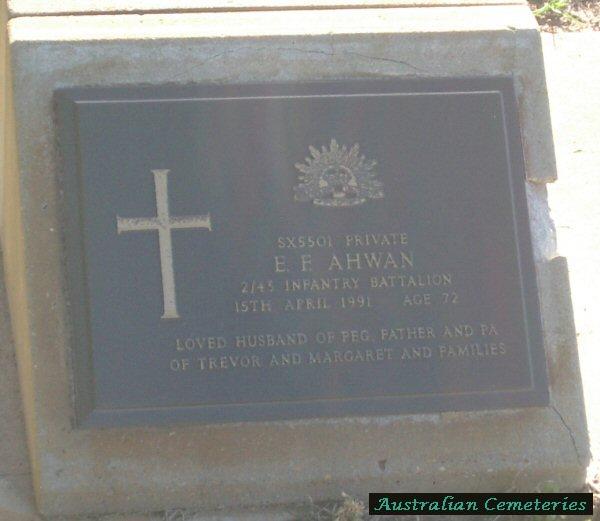 SX5501 PRIVATE
E. F. AHWAN
2/43 INFANTRY BATTALION
15TH APRIL 1991 AGE 72
LOVED HUSBAND OF PEG, FATHER AND PA
OF TREVOR AND MARGARET AND FAMILIES
Australian Cemeteries